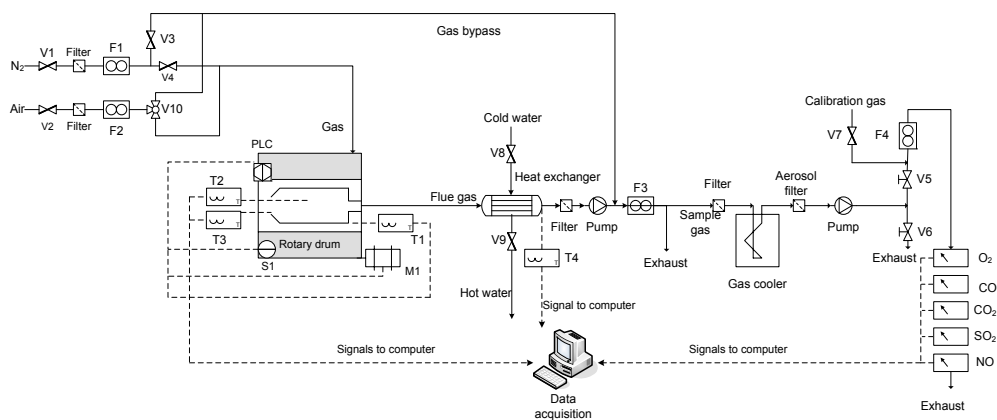 Gas bypass
V3
F1
V1
Filter
N₂
V4
Air
V2
Filter
F2
V10
Gas
PLC
T2
T
T3
T
Rotary drum
S1
T
T1
M1
Flue gas
Cold water
V8
Heat exchanger
V9
Hot water
Filter
Pump
T4
T
F3
Exhaust
Sample
gas
Filter
Gas cooler
Aerosol
filter
Pump
Calibration gas
V7
F4
V5
V6
Exhaust
O₂
CO
CO₂
SO₂
NO
Exhaust
Signal to computer
Signals to computer
Signals to computer
Data
acquisition